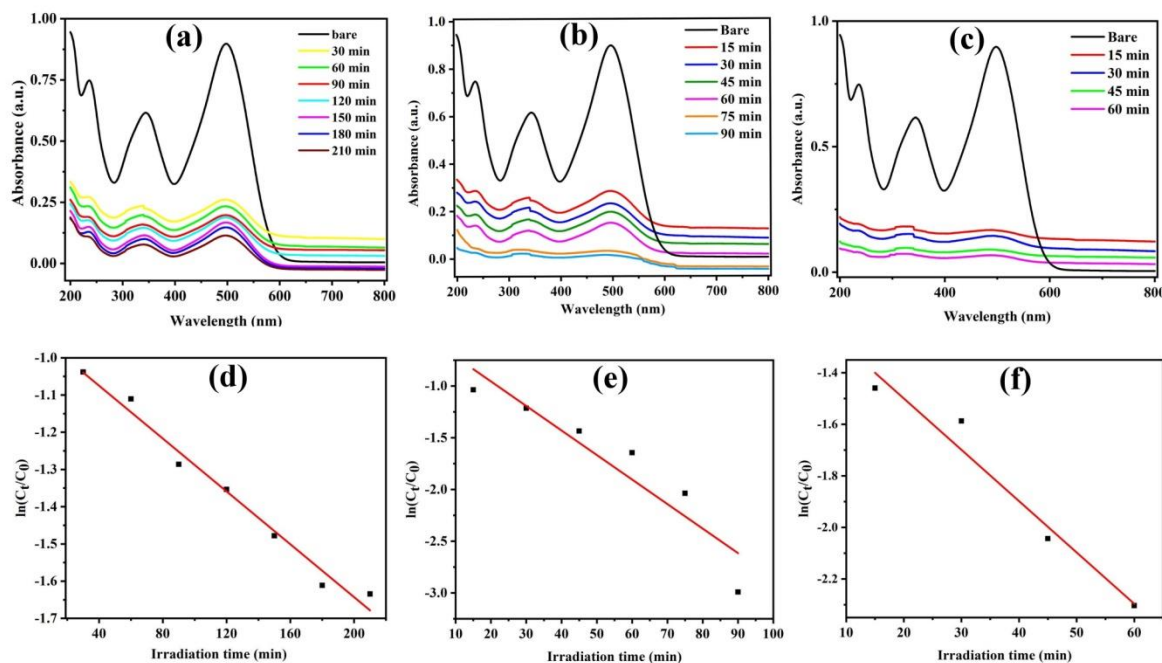 (a)
1.00
0.75
0.50
0.25
0.00
Absorbance (a.u.)
200 300 400 500 600 700 800
Wavelength (nm)
bare
30 min
60 min
90 min
120 min
150 min
180 min
210 min
(b)
1.0
0.8
0.6
0.4
0.2
0.0
Absorbance (a.u.)
200 300 400 500 600 700 800
Wavelength (nm)
Bare
15 min
30 min
45 min
60 min
75 min
90 min
(c)
1.0
0.5
0.0
Absorbance (a.u.)
200 400 600 800
Wavelength (nm)
Bare
15 min
30 min
45 min
60 min
(d)
-1.0
-1.1
-1.2
-1.3
-1.4
-1.5
-1.6
-1.7
ln(Ct/C0)
40 80 120 160 200
Irradiation time (min)
(e)
-1.0
-1.5
-2.0
-2.5
-3.0
ln(Ct/C0)
10 20 30 40 50 60 70 80 90 100
Irradiation time (min)
(f)
-1.4
-1.6
-1.8
-2.0
-2.2
ln(Ct/C0)
10 20 30 40 50 60
Irradiation time (min)